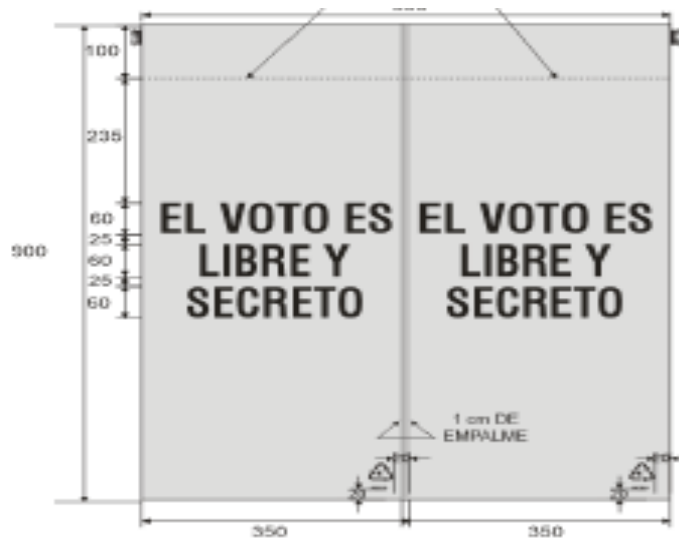 100
235
60
25
60
25
60
900
EL VOTO ES
LIBRE Y
SECRETO
EL VOTO ES
LIBRE Y
SECRETO
1 cm DE
EMPALME
350
350